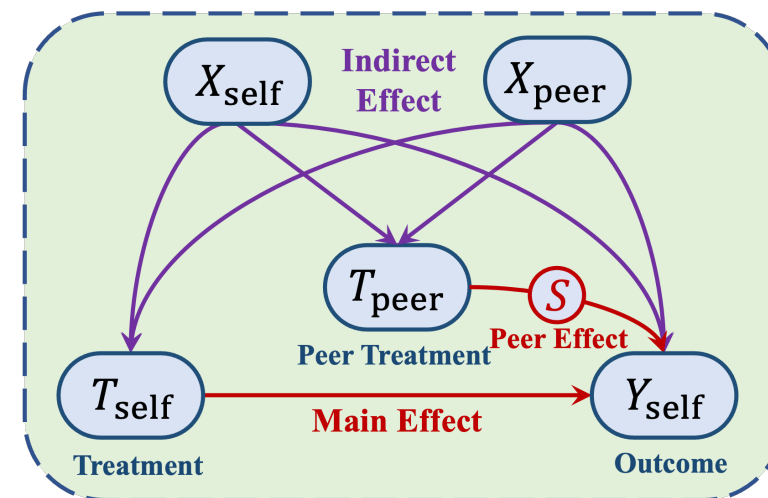 Indirect
Effect
X_self
X_peer
T_peer
S
Peer Treatment
Peer Effect
T_self
Main Effect
Y_self
Treatment
Outcome